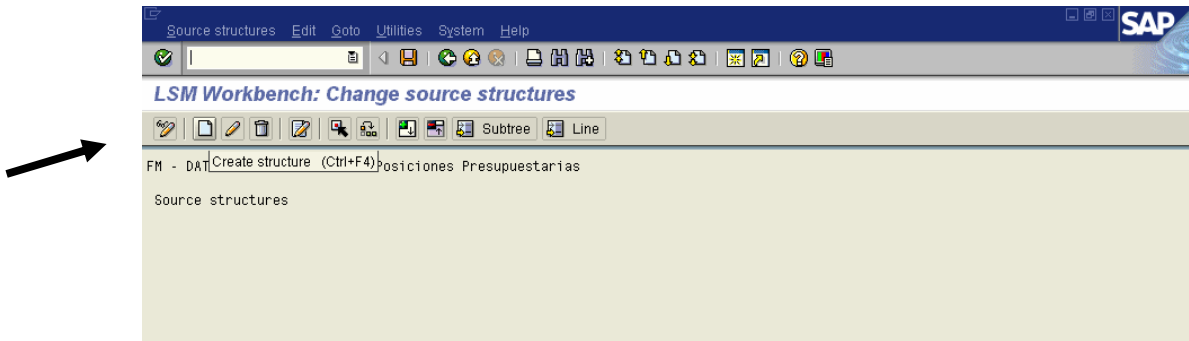 Source structures Edit Goto Utilities System Help
SAP
LSM Workbench: Change source structures
Subtree Line
FM - DAT
Create structure (Ctrl+F4)
Posiciones Presupuestarias
Source structures